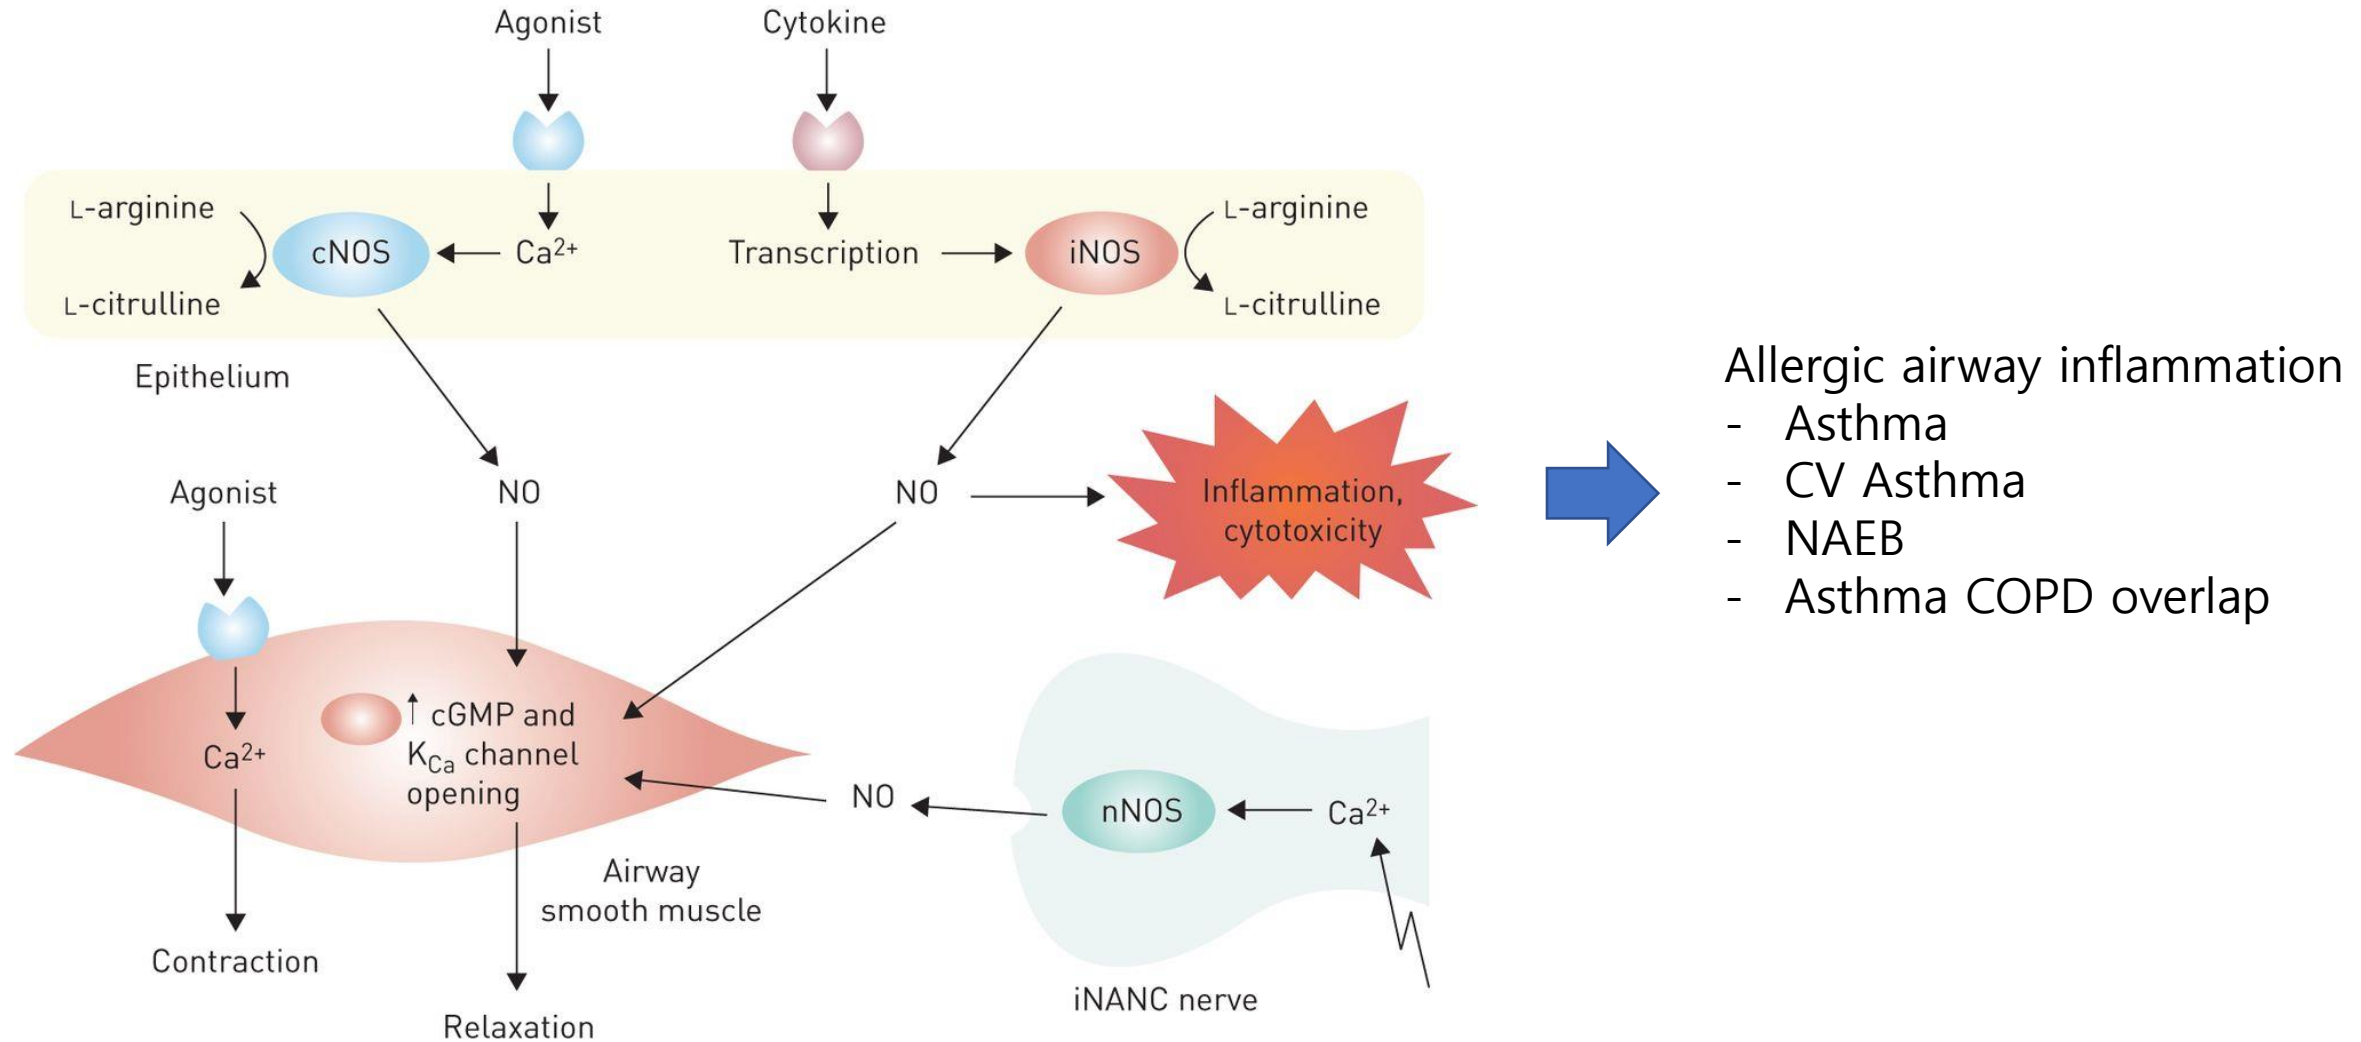 Agonist
Cytokine
L-arginine
cNOS
Ca2+
Transcription
iNOS
L-arginine
L-citrulline
L-citrulline
Epithelium
Agonist
NO
NO
Inflammation,
cytotoxicity
Allergic airway inflammation
- Asthma
- CV Asthma
- NAEB
- Asthma COPD overlap
Ca2+
↑ cGMP and
KCa channel
opening
NO
nNOS
Ca2+
Airway
smooth muscle
Contraction
Relaxation
iNANC nerve